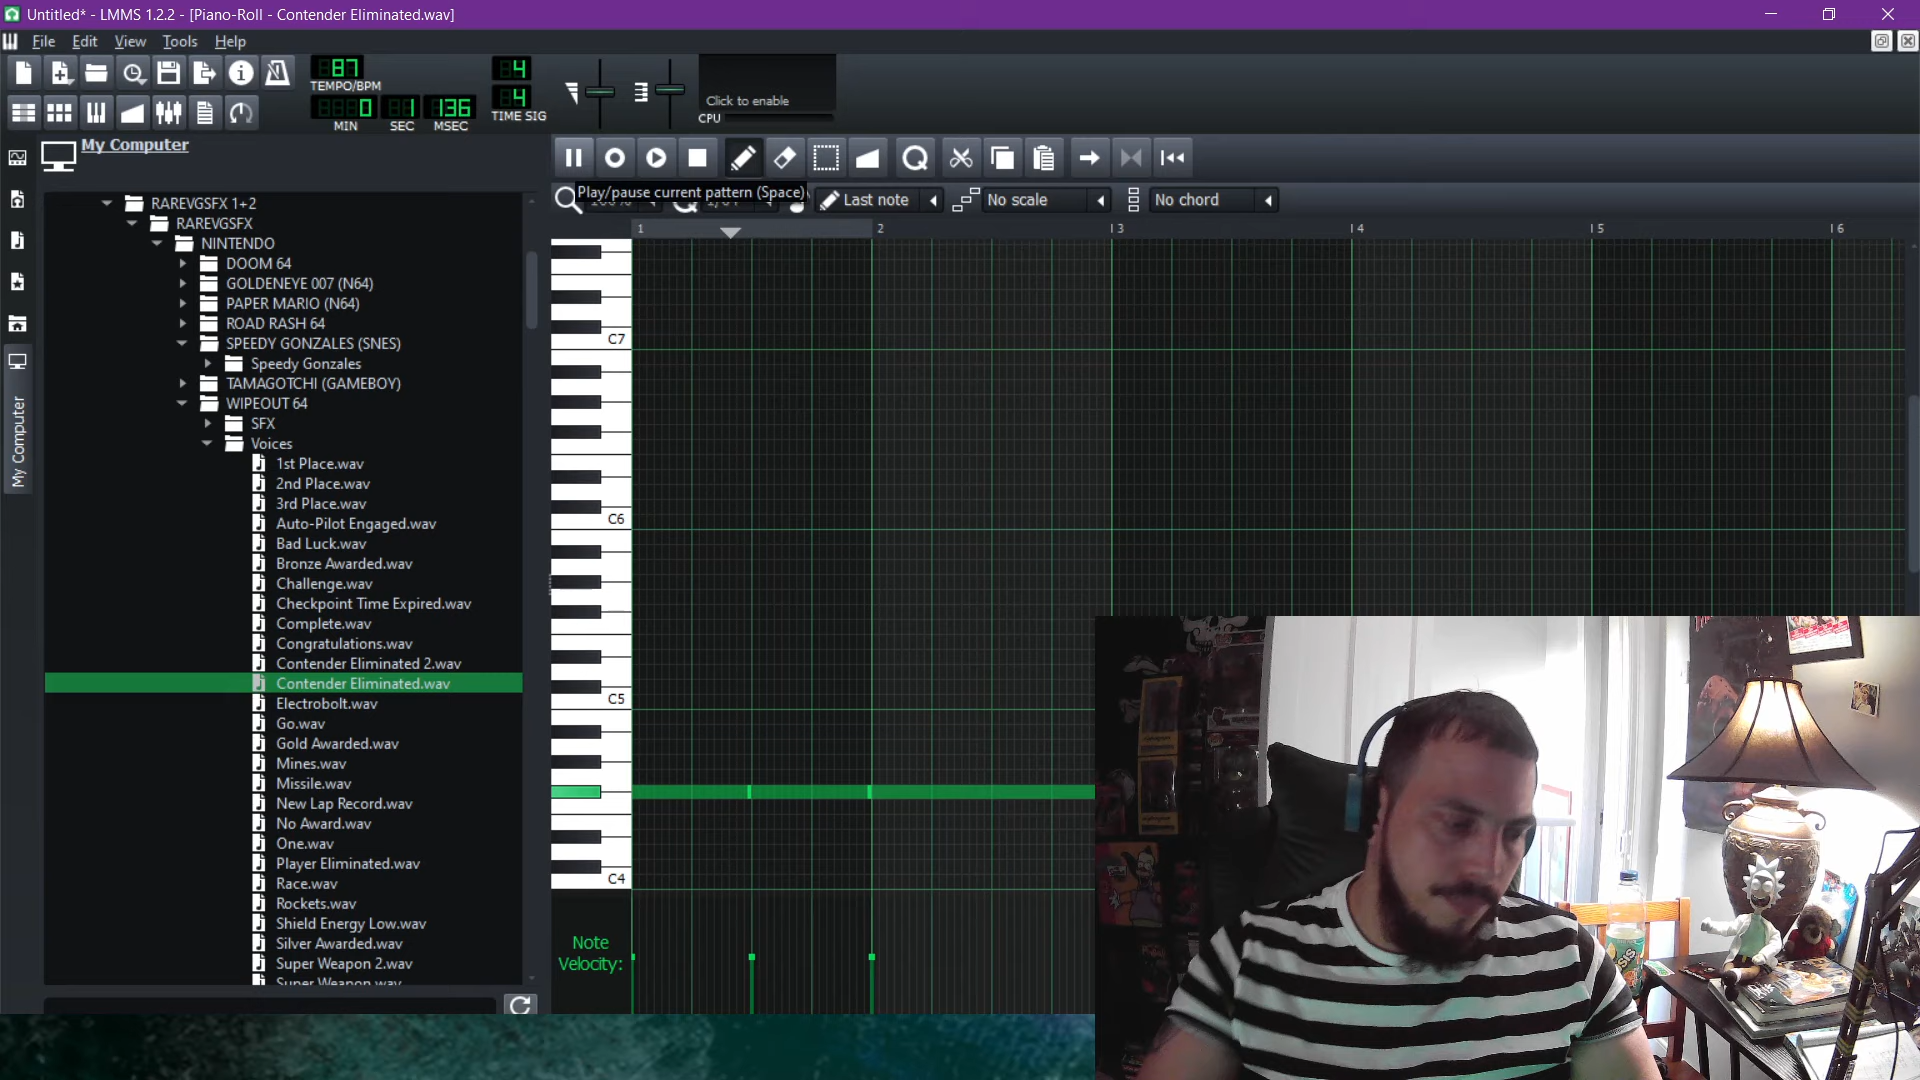 Untitled* - LMMS 1.2.2 - [Piano-Roll - Contender Eliminated.wav]
File Edit View Tools Help
87
TEMPO/BPM
0 1 136
MIN SEC MSEC
4
4
TIME SIG
Click to enable
CPU
My Computer
My Computer
Play/pause current pattern (Space)
Last note
No scale
No chord
1 2 3 4 5 6
RAREVGSFX 1+2
RAREVGSFX
NINTENDO
DOOM 64
GOLDENEYE 007 (N64)
PAPER MARIO (N64)
ROAD RASH 64
SPEEDY GONZALES (SNES)
Speedy Gonzales
TAMAGOTCHI (GAMEBOY)
WIPEOUT 64
SFX
Voices
1st Place.wav
2nd Place.wav
3rd Place.wav
Auto-Pilot Engaged.wav
Bad Luck.wav
Bronze Awarded.wav
Challenge.wav
Checkpoint Time Expired.wav
Complete.wav
Congratulations.wav
Contender Eliminated 2.wav
Contender Eliminated.wav
Electrobolt.wav
Go.wav
Gold Awarded.wav
Mines.wav
Missile.wav
New Lap Record.wav
No Award.wav
One.wav
Player Eliminated.wav
Race.wav
Rockets.wav
Shield Energy Low.wav
Silver Awarded.wav
Super Weapon 2.wav
Super Weapon.wav
C7
C6
C5
C4
Note
Velocity: